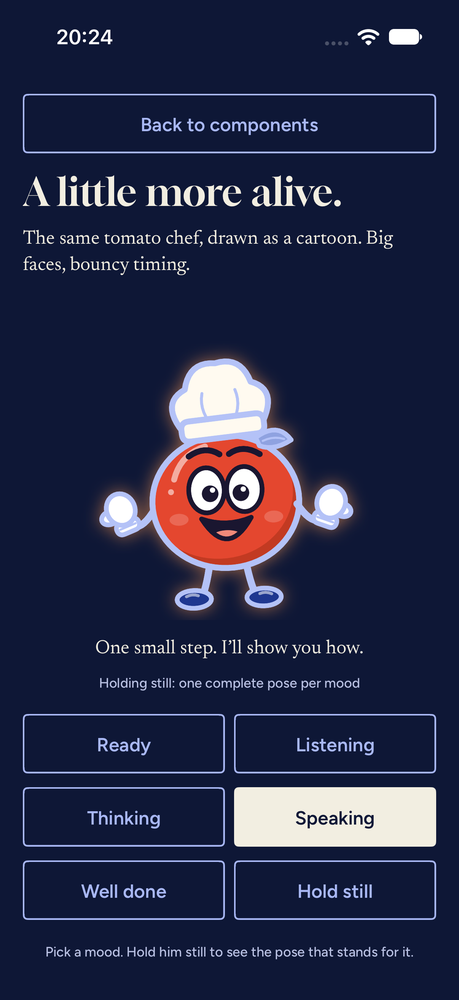 20:24
Back to components
A little more alive.
The same tomato chef, drawn as a cartoon. Big
faces, bouncy timing.
One small step. I’ll show you how.
Holding still: one complete pose per mood
Ready
Listening
Thinking
Speaking
Well done
Hold still
Pick a mood. Hold him still to see the pose that stands for it.